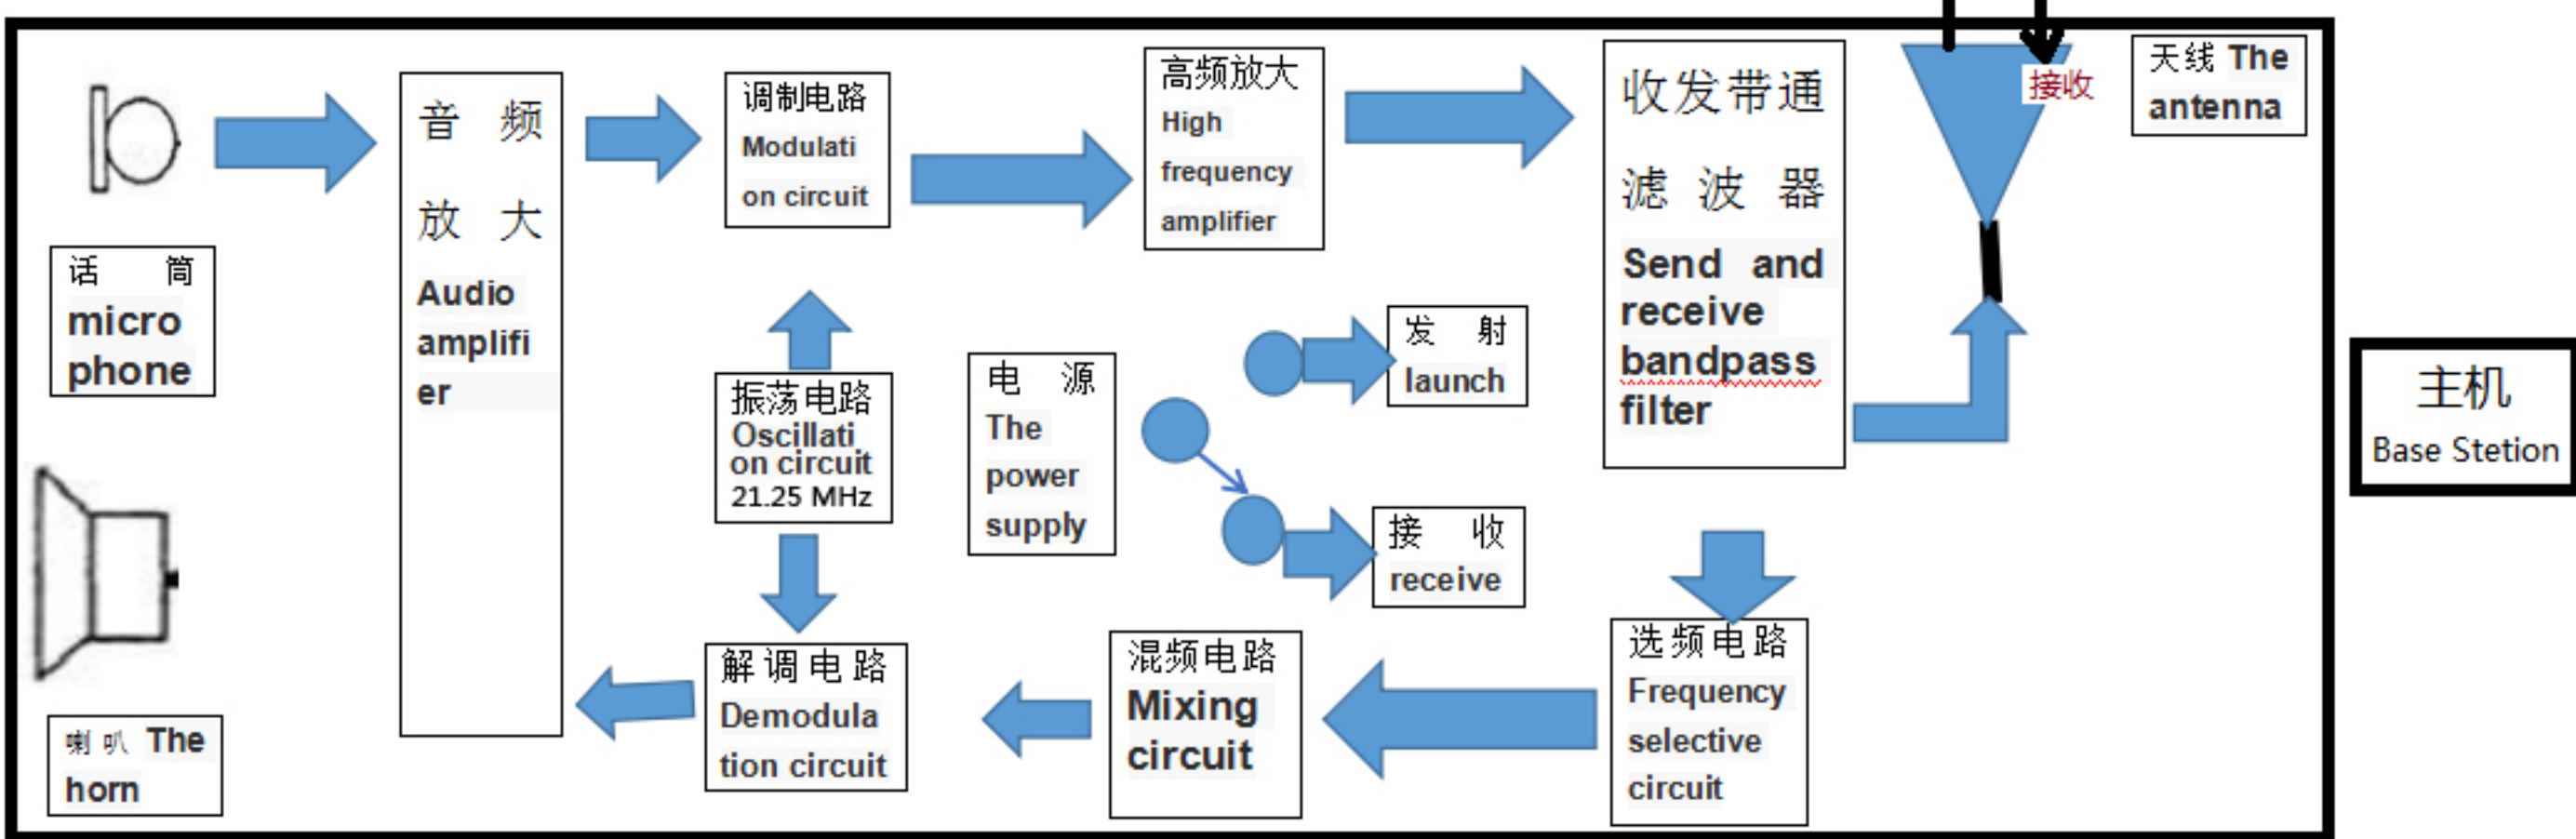 话 筒
micro
phone
音 频
放 大
Audio
amplifi
er
调制电路
Modulati
on circuit
高频放大
High
frequency
amplifier
收发带通
滤 波 器
Send and
receive
bandpass
filter
接收
天线 The
antenna
振荡电路
Oscillati
on circuit
21.25 MHz
电 源
The
power
supply
发 射
launch
接 收
receive
主机
Base Stetion
喇 叭 The
horn
解 调 电 路
Demodula
tion circuit
混频电路
Mixing
circuit
选频电路
Frequency
selective
circuit